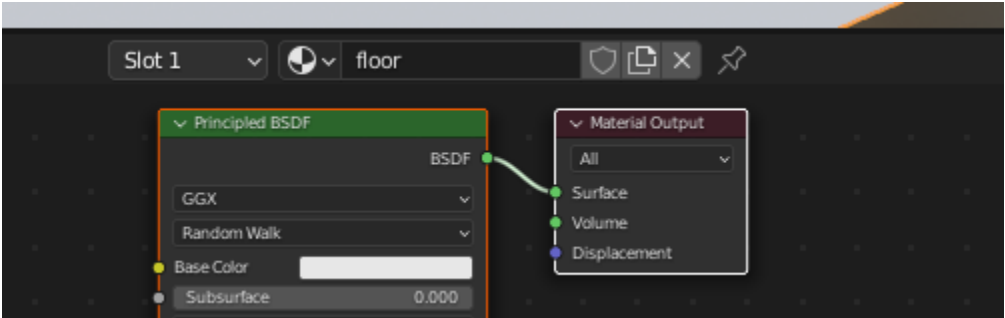 Slot 1 floor
Principled BSDF
BSDF
GGX
Random Walk
Base Color
Subsurface 0.000
Material Output
All
Surface
Volume
Displacement